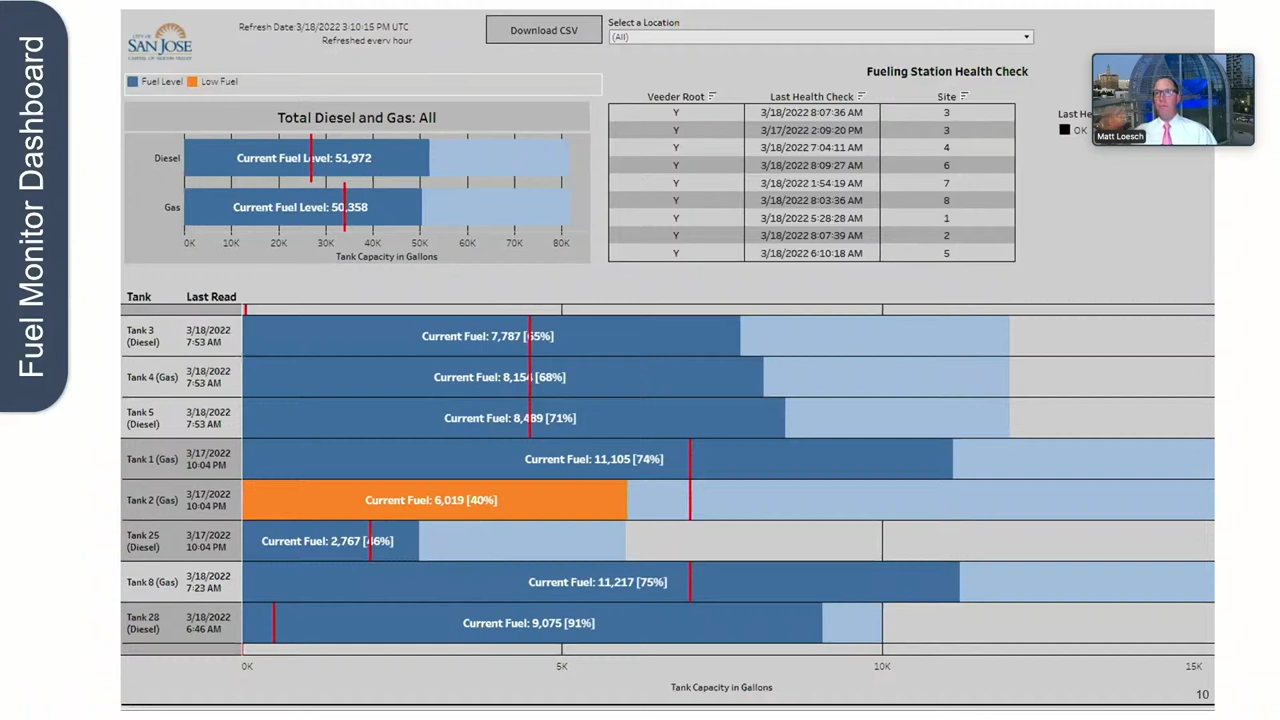 Fuel Monitor Dashboard
CITY OF
SAN JOSE
CAPITAL OF SILICON VALLEY
Refresh Date:3/18/2022 3:10:15 PM UTC
Refreshed every hour
Download CSV
Select a Location
(All)
Fuel Level
Low Fuel
Total Diesel and Gas: All
Diesel
Current Fuel Level: 51,972
Gas
Current Fuel Level: 50,358
0K 10K 20K 30K 40K 50K 60K 70K 80K
Tank Capacity in Gallons
Fueling Station Health Check
Veeder Root Last Health Check Site
Y 3/18/2022 8:07:36 AM 3
Y 3/17/2022 2:09:20 PM 3
Y 3/18/2022 7:04:11 AM 4
Y 3/18/2022 8:09:27 AM 6
Y 3/18/2022 1:54:19 AM 7
Y 3/18/2022 8:03:36 AM 8
Y 3/18/2022 5:28:28 AM 1
Y 3/18/2022 8:07:39 AM 2
Y 3/18/2022 6:10:18 AM 5
Last He
OK
Matt Loesch
Tank Last Read
Tank 3 (Diesel) 3/18/2022 7:53 AM Current Fuel: 7,787 [65%]
Tank 4 (Gas) 3/18/2022 7:53 AM Current Fuel: 8,154 [68%]
Tank 5 (Diesel) 3/18/2022 7:53 AM Current Fuel: 8,489 [71%]
Tank 1 (Gas) 3/17/2022 10:04 PM Current Fuel: 11,105 [74%]
Tank 2 (Gas) 3/17/2022 10:04 PM Current Fuel: 6,019 [40%]
Tank 25 (Diesel) 3/17/2022 10:04 PM Current Fuel: 2,767 [46%]
Tank 8 (Gas) 3/18/2022 7:23 AM Current Fuel: 11,217 [75%]
Tank 28 (Diesel) 3/18/2022 6:46 AM Current Fuel: 9,075 [91%]
0K 5K 10K 15K
Tank Capacity in Gallons
10